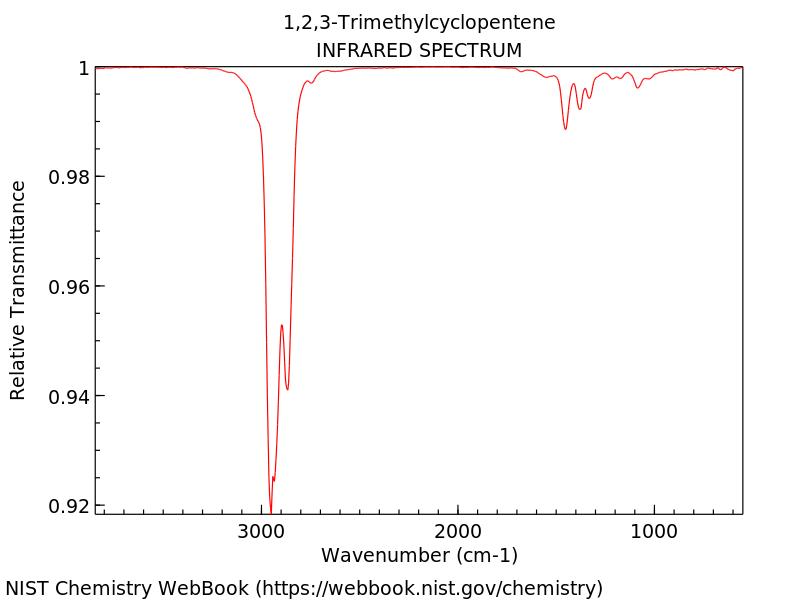 1,2,3-Trimethylcyclopentene
INFRARED SPECTRUM
1
0.98
0.96
0.94
0.92
Relative Transmittance
3000 2000 1000
Wavenumber (cm-1)
NIST Chemistry WebBook (https://webbook.nist.gov/chemistry)